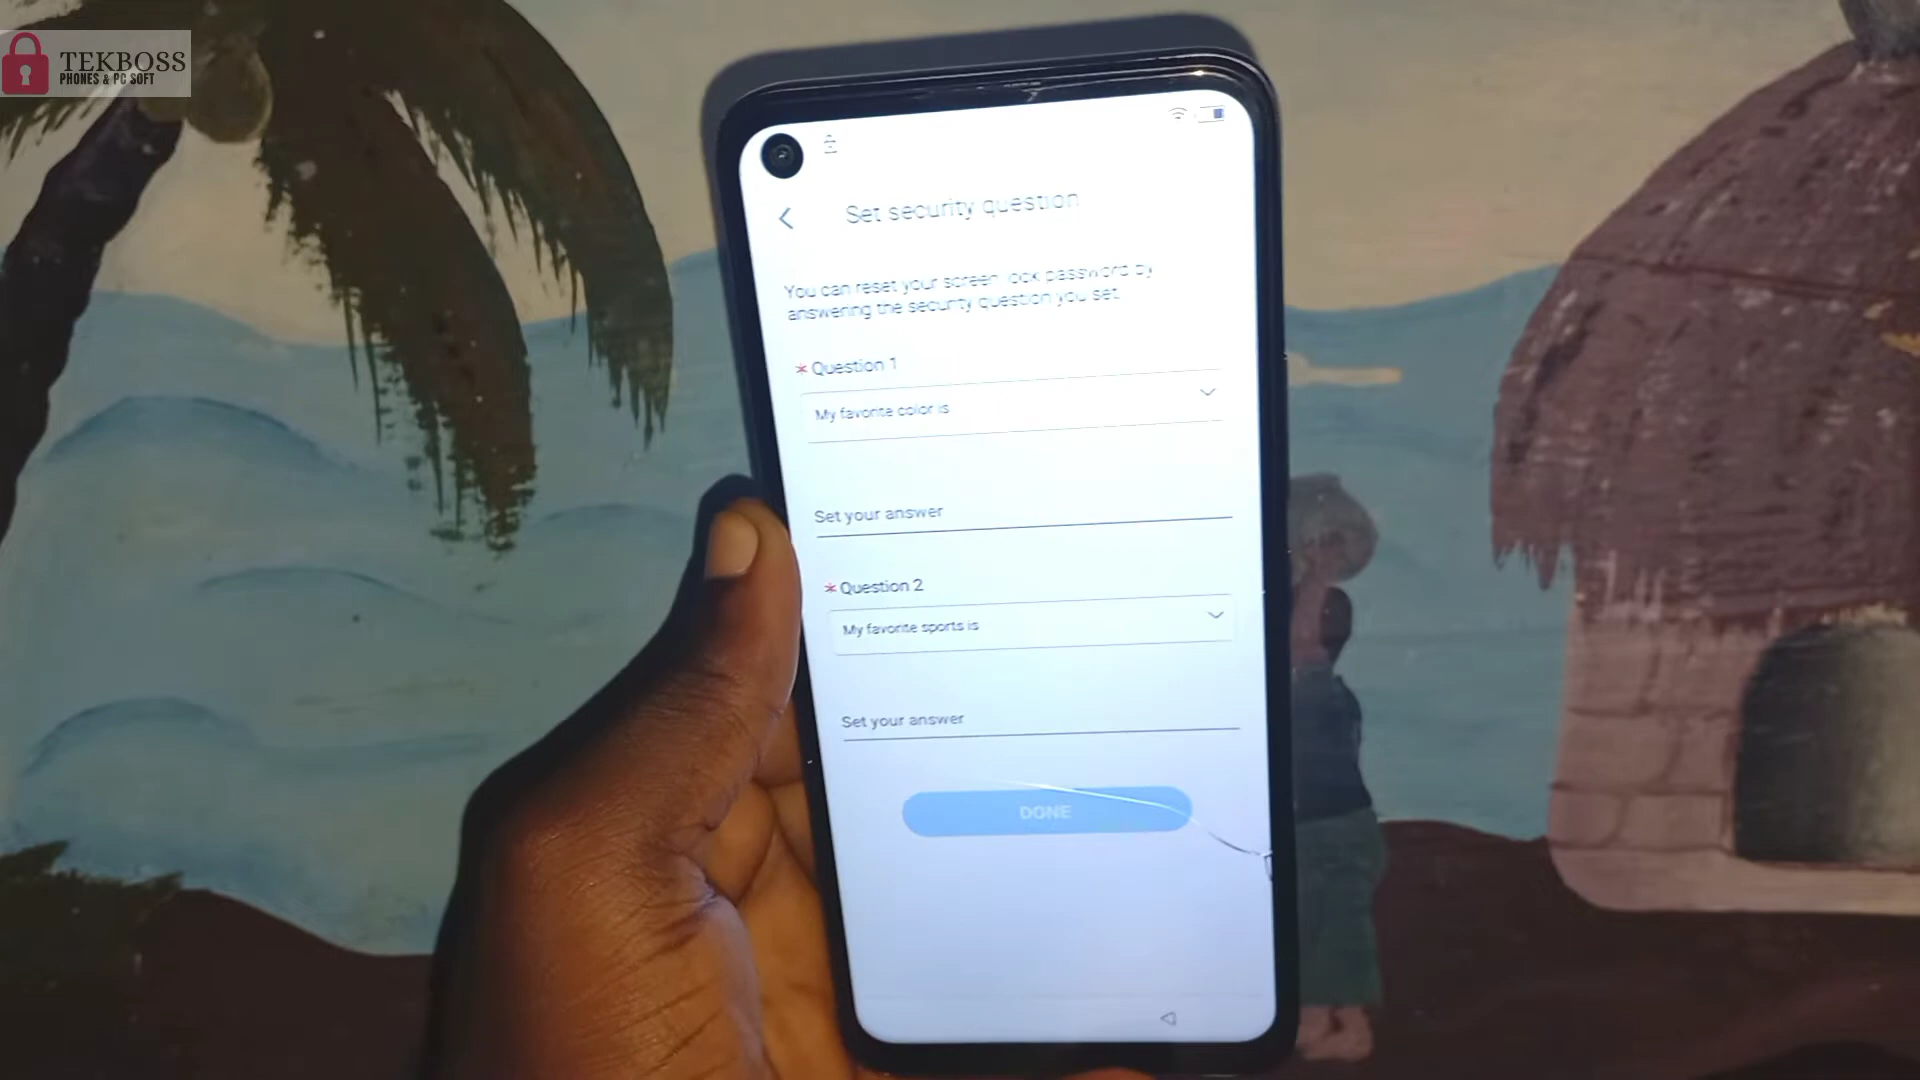 TEKBOSS
PHONES & PC SOFT
Set security question
You can reset your screen lock password by
answering the security question you set.
* Question 1
My favorite color is
Set your answer
* Question 2
My favorite sports is
Set your answer
DONE